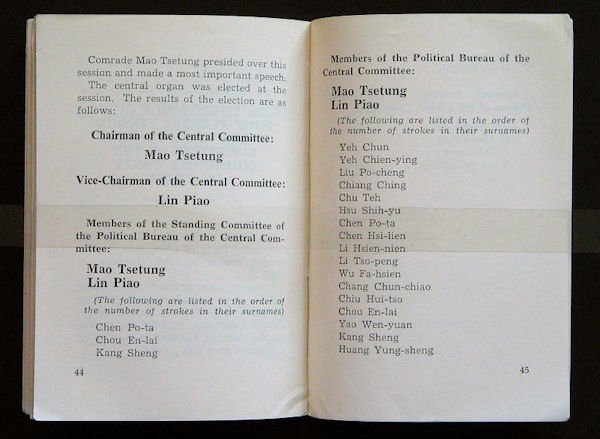 Comrade Mao Tsetung presided over this
session and made a most important speech.
The central organ was elected at the
session. The results of the election are as
follows:
Chairman of the Central Committee:
Mao Tsetung
Vice-Chairman of the Central Committee:
Lin Piao
Members of the Standing Committee of
the Political Bureau of the Central Com-
mittee:
Mao Tsetung
Lin Piao
(The following are listed in the order of
the number of strokes in their surnames)
Chen Po-ta
Chou En-lai
Kang Sheng
44
Members of the Political Bureau of the
Central Committee:
Mao Tsetung
Lin Piao
(The following are listed in the order of
the number of strokes in their surnames)
Yeh Chun
Yeh Chien-ying
Liu Po-cheng
Chiang Ching
Chu Teh
Hsu Shih-yu
Chen Po-ta
Chen Hsi-lien
Li Hsien-nien
Li Tso-peng
Wu Fa-hsien
Chang Chun-chiao
Chiu Hui-tso
Chou En-lai
Yao Wen-yuan
Kang Sheng
Huang Yung-sheng
45